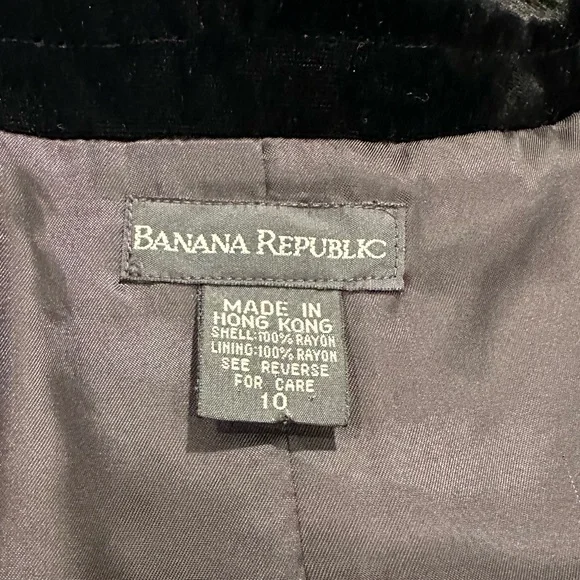 BANANA REPUBLIC
MADE IN
HONG KONG
SHELL:100% RAYON
LINING:100% RAYON
SEE REVERSE
FOR CARE
10